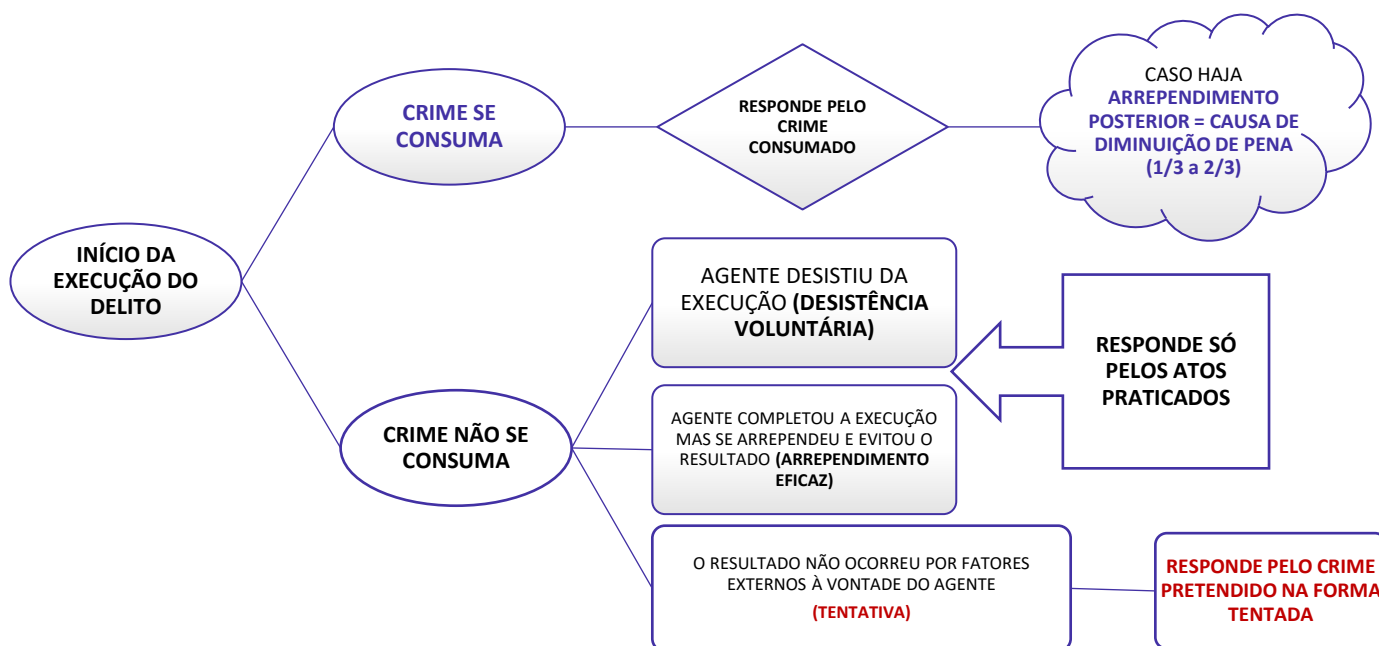 INÍCIO DA
EXECUÇÃO DO
DELITO
CRIME SE
CONSUMA
RESPONDE PELO
CRIME
CONSUMADO
CASO HAJA
ARREPENDIMENTO
POSTERIOR = CAUSA DE
DIMINUIÇÃO DE PENA
(1/3 a 2/3)
CRIME NÃO SE
CONSUMA
AGENTE DESISTIU DA
EXECUÇÃO (DESISTÊNCIA
VOLUNTÁRIA)
AGENTE COMPLETOU A EXECUÇÃO
MAS SE ARREPENDEU E EVITOU O
RESULTADO (ARREPENDIMENTO
EFICAZ)
RESPONDE SÓ
PELOS ATOS
PRATICADOS
O RESULTADO NÃO OCORREU POR FATORES
EXTERNOS À VONTADE DO AGENTE
(TENTATIVA)
RESPONDE PELO CRIME
PRETENDIDO NA FORMA
TENTADA